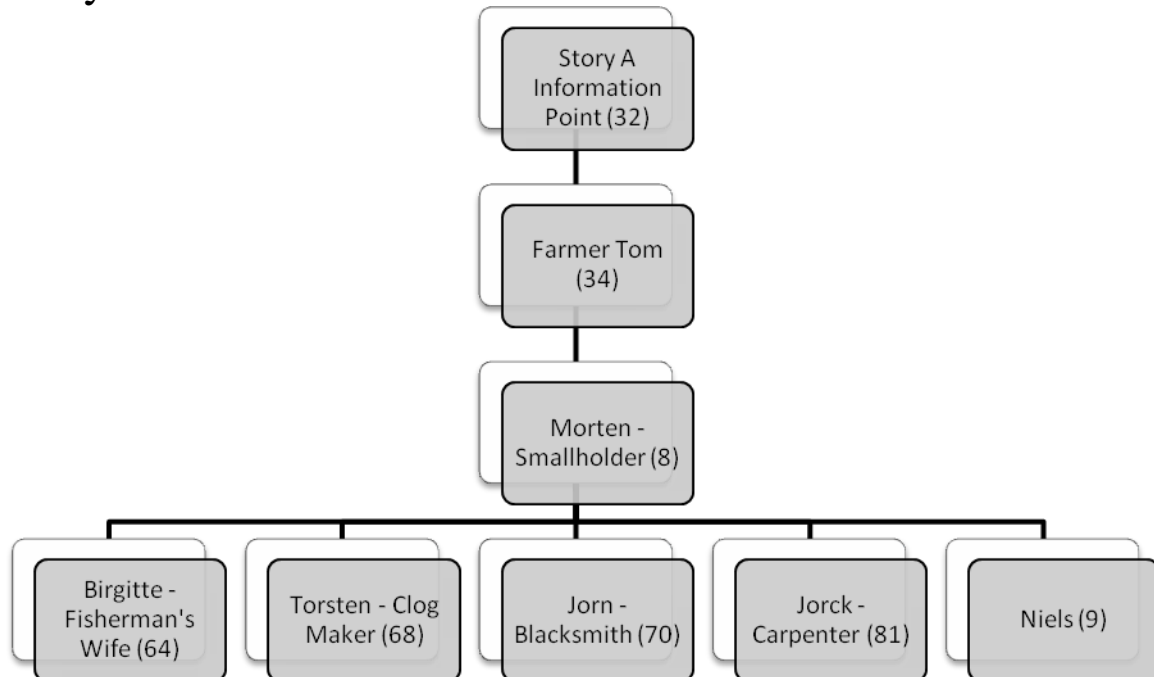 Story A
Information
Point (32)
Farmer Tom
(34)
Morten -
Smallholder (8)
Birgitte -
Fisherman's
Wife (64)
Torsten - Clog
Maker (68)
Jorn -
Blacksmith (70)
Jorck -
Carpenter (81)
Niels (9)